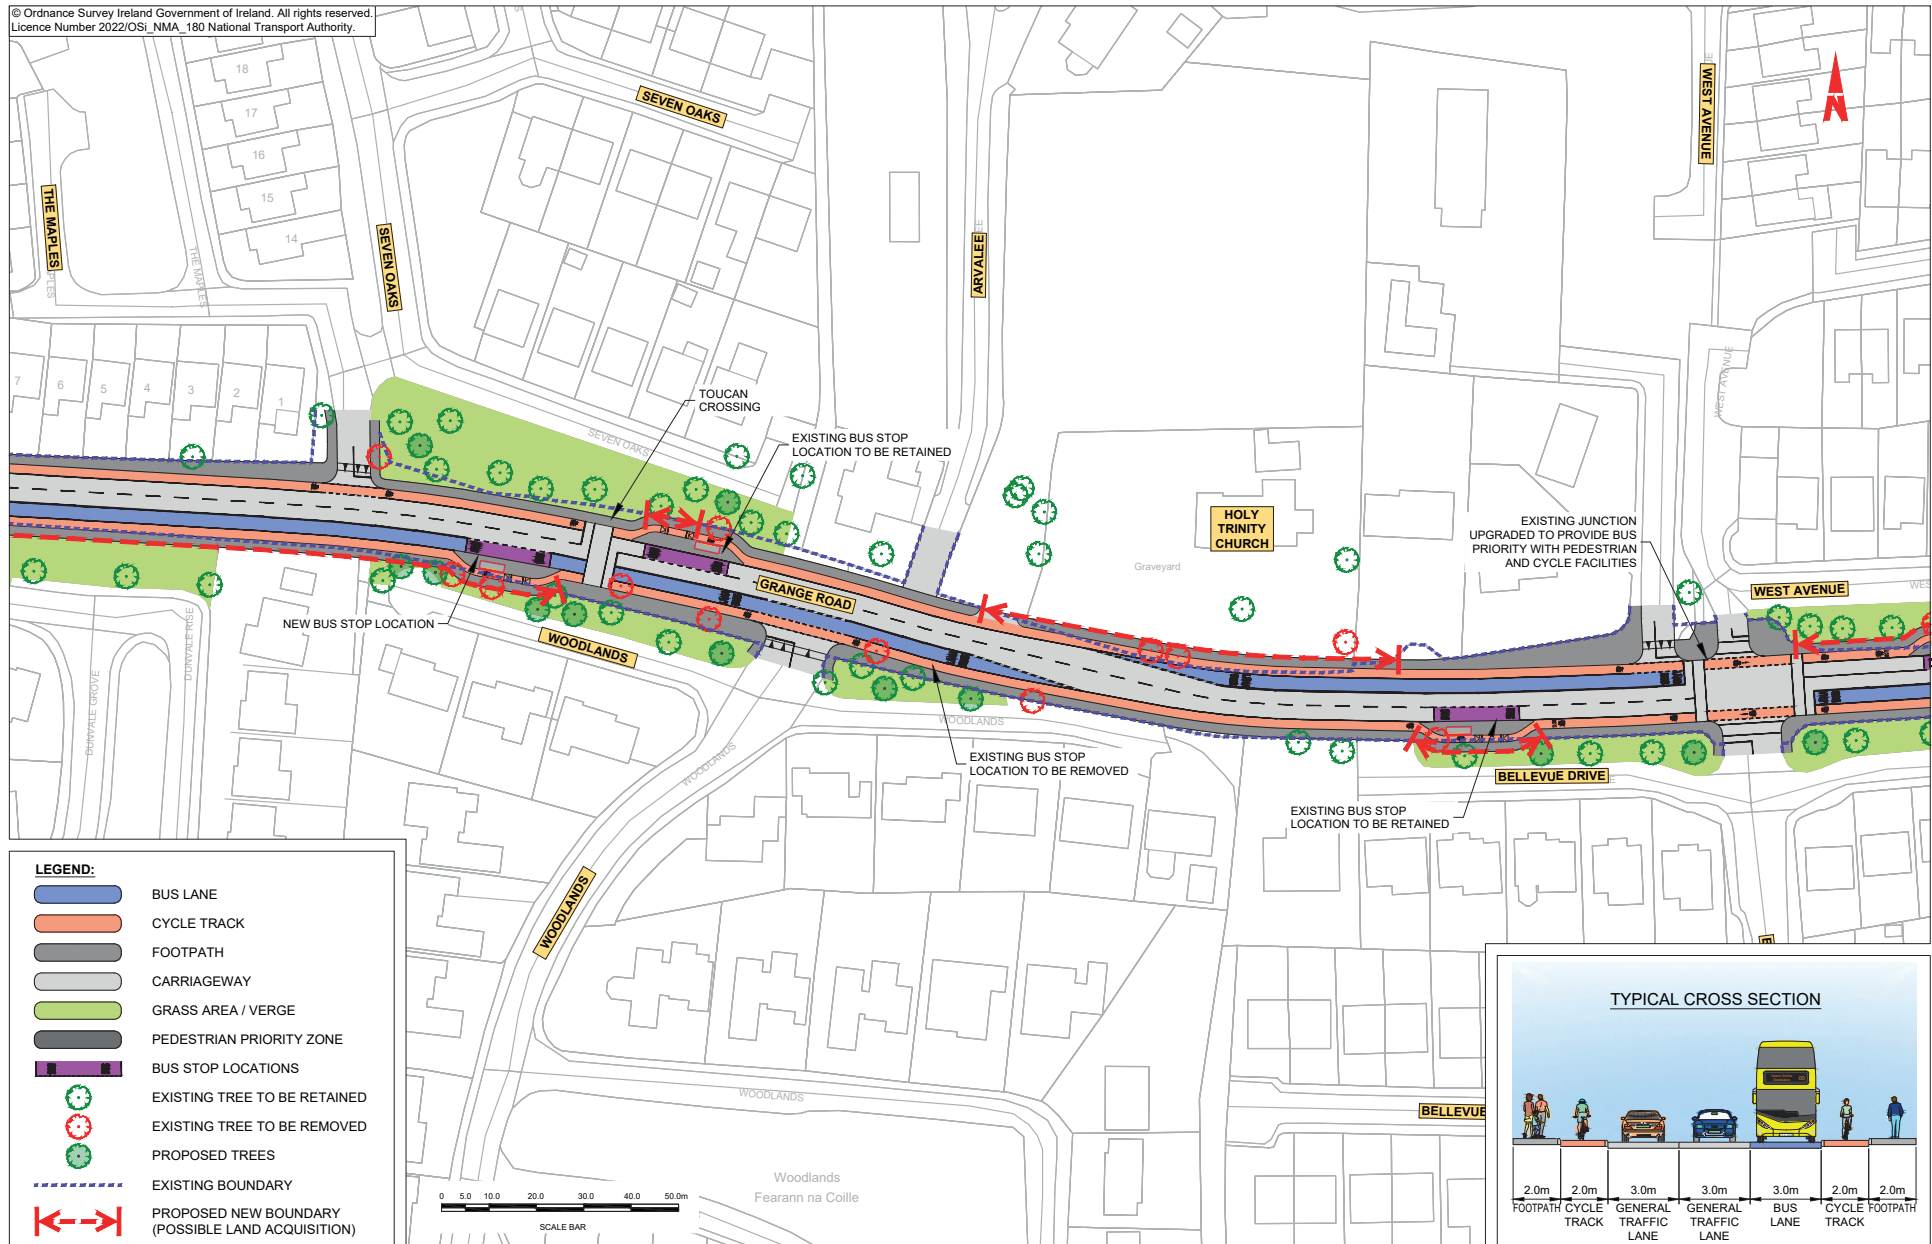 © Ordnance Survey Ireland Government of Ireland. All rights reserved.
Licence Number 2022/OSi_NMA_180 National Transport Authority.
18
17
16
15
14
THE MAPLES
THE MAPLES
SEVEN OAKS
SEVEN OAKS
SEVEN OAKS
ARVALEE
WEST AVENUE
WEST AVENUE
N
7
6
5
4
3
2
1
TOUCAN
CROSSING
EXISTING BUS STOP
LOCATION TO BE RETAINED
HOLY
TRINITY
CHURCH
Graveyard
EXISTING JUNCTION
UPGRADED TO PROVIDE BUS
PRIORITY WITH PEDESTRIAN
AND CYCLE FACILITIES
WEST AVENUE
GRANGE ROAD
NEW BUS STOP LOCATION
WOODLANDS
DUNVALE RISE
DUNVALE GROVE
WOODLANDS
WOODLANDS
EXISTING BUS STOP
LOCATION TO BE REMOVED
BELLEVUE DRIVE
EXISTING BUS STOP
LOCATION TO BE RETAINED
WOODLANDS
WOODLANDS
BELLEVUE
Woodlands
Fearann na Coille
LEGEND:
BUS LANE
CYCLE TRACK
FOOTPATH
CARRIAGEWAY
GRASS AREA / VERGE
PEDESTRIAN PRIORITY ZONE
BUS STOP LOCATIONS
EXISTING TREE TO BE RETAINED
EXISTING TREE TO BE REMOVED
PROPOSED TREES
EXISTING BOUNDARY
PROPOSED NEW BOUNDARY
(POSSIBLE LAND ACQUISITION)
0 5.0 10.0 20.0 30.0 40.0 50.0m
SCALE BAR
TYPICAL CROSS SECTION
2.0m 2.0m 3.0m 3.0m 3.0m 2.0m 2.0m
FOOTPATH CYCLE TRACK GENERAL TRAFFIC LANE GENERAL TRAFFIC LANE BUS LANE CYCLE TRACK FOOTPATH